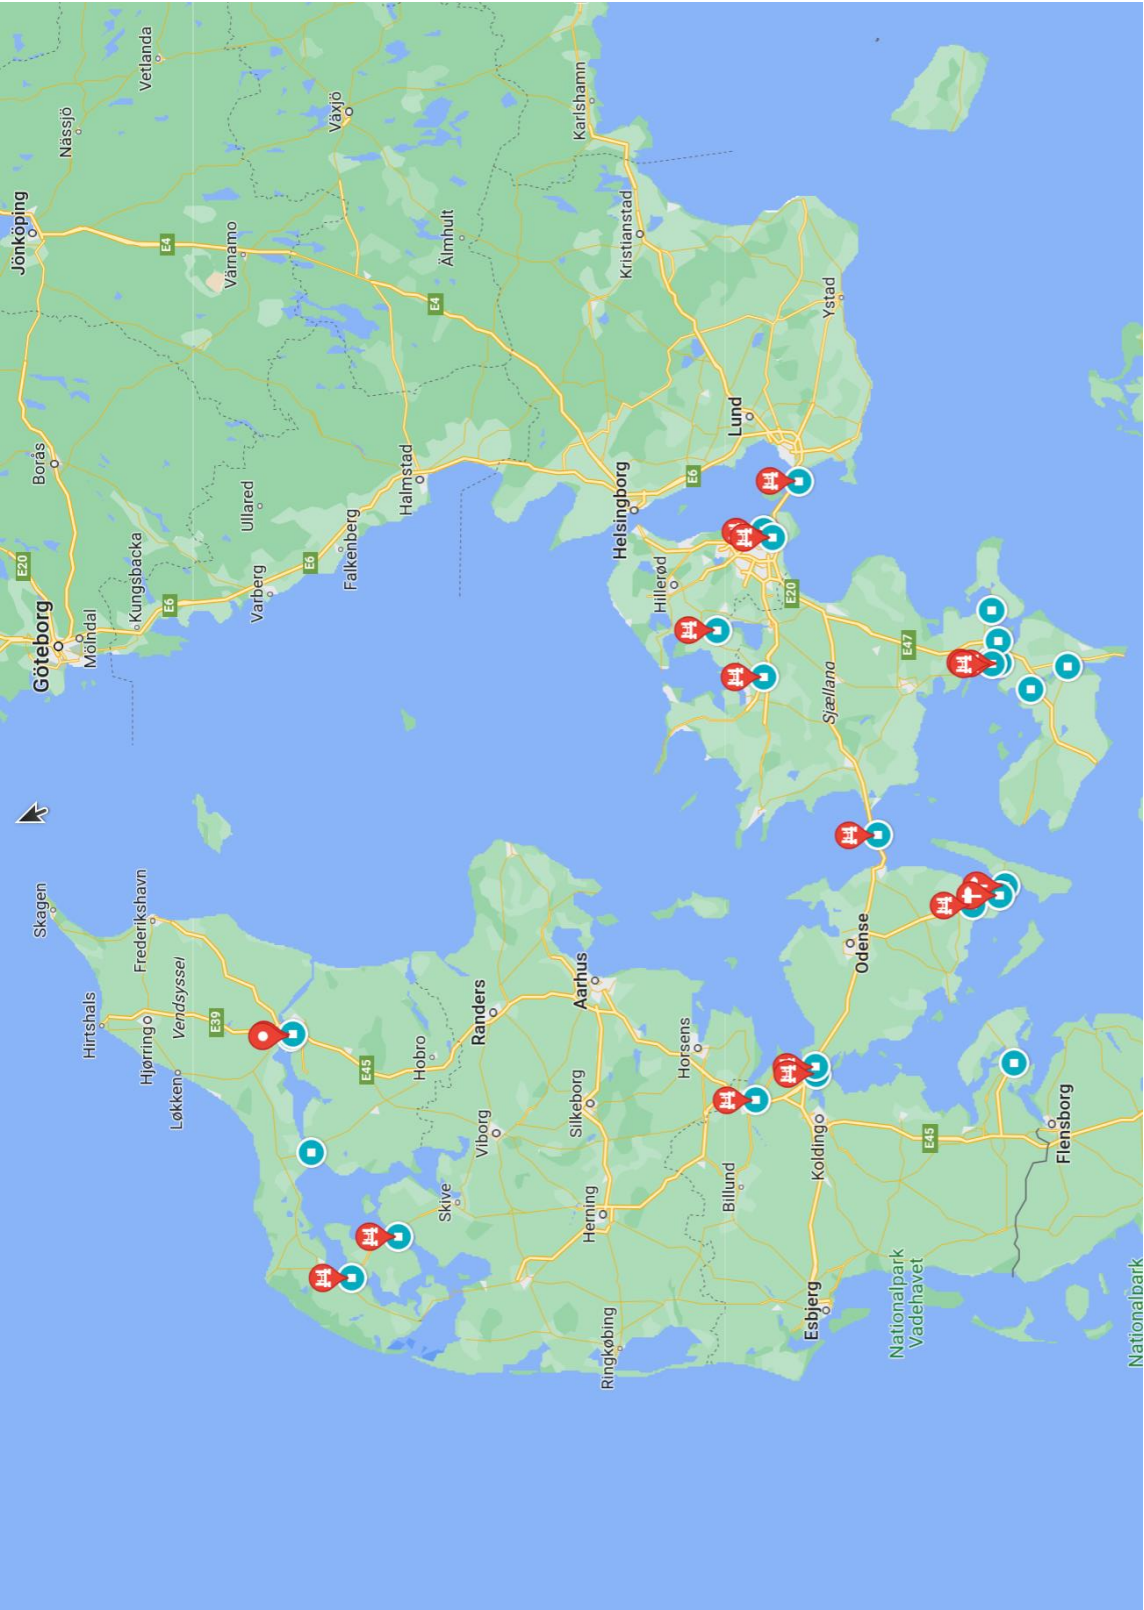 Skagen
Hirtshals
Hjørring
Frederikshavn
Løkken
Vendsyssel
E39
E45
Hobro
Randers
Viborg
Skive
Aarhus
Silkeborg
Herning
Horsens
Billund
Ringkøbing
Kolding
Esbjerg
Nationalpark
Vadehavet
E45
Flensborg
Nationalpark
Odense
Sjælland
E47
E20
Hillerød
Helsingborg
E6
Lund
Ystad
Kristianstad
Karlshamn
Halmstad
Falkenberg
E6
Varberg
Ullared
Kungsbacka
E6
Mölndal
Göteborg
E20
Borås
Jönköping
E4
Värnamo
E4
Älmhult
Växjö
Nässjö
Vetlanda